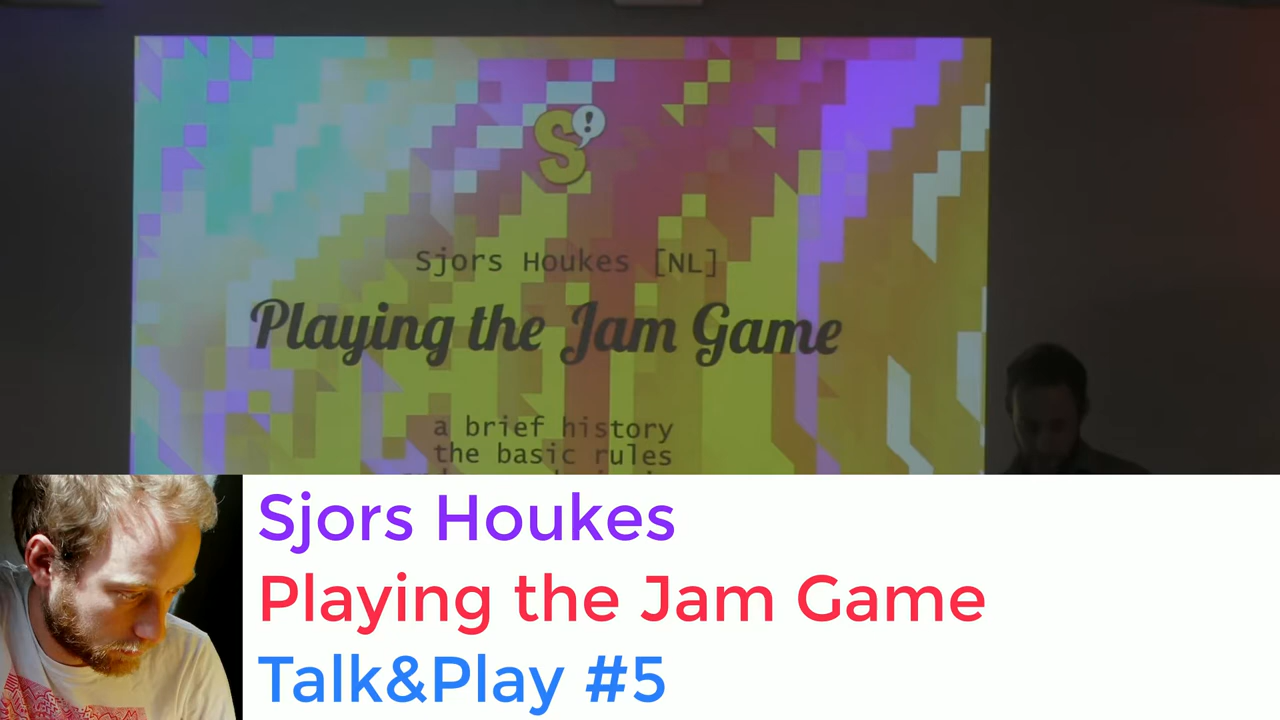 S!
Sjors Houkes [NL]
Playing the Jam Game
a brief history
the basic rules
Sjors Houkes
Playing the Jam Game
Talk&Play #5